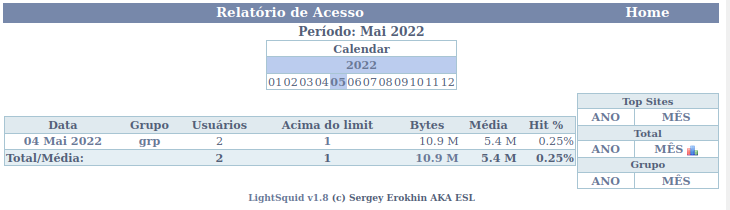 Relatório de Acesso Home
Período: Mai 2022
Calendar
2022
01 02 03 04 05 06 07 08 09 10 11 12
Top Sites
ANO MÊS
Total
ANO MÊS
Grupo
ANO MÊS
Data Grupo Usuários Acima do limit Bytes Média Hit %
04 Mai 2022 grp 2 1 10.9 M 5.4 M 0.25%
Total/Média: 2 1 10.9 M 5.4 M 0.25%
LightSquid v1.8 (c) Sergey Erokhin AKA ESL